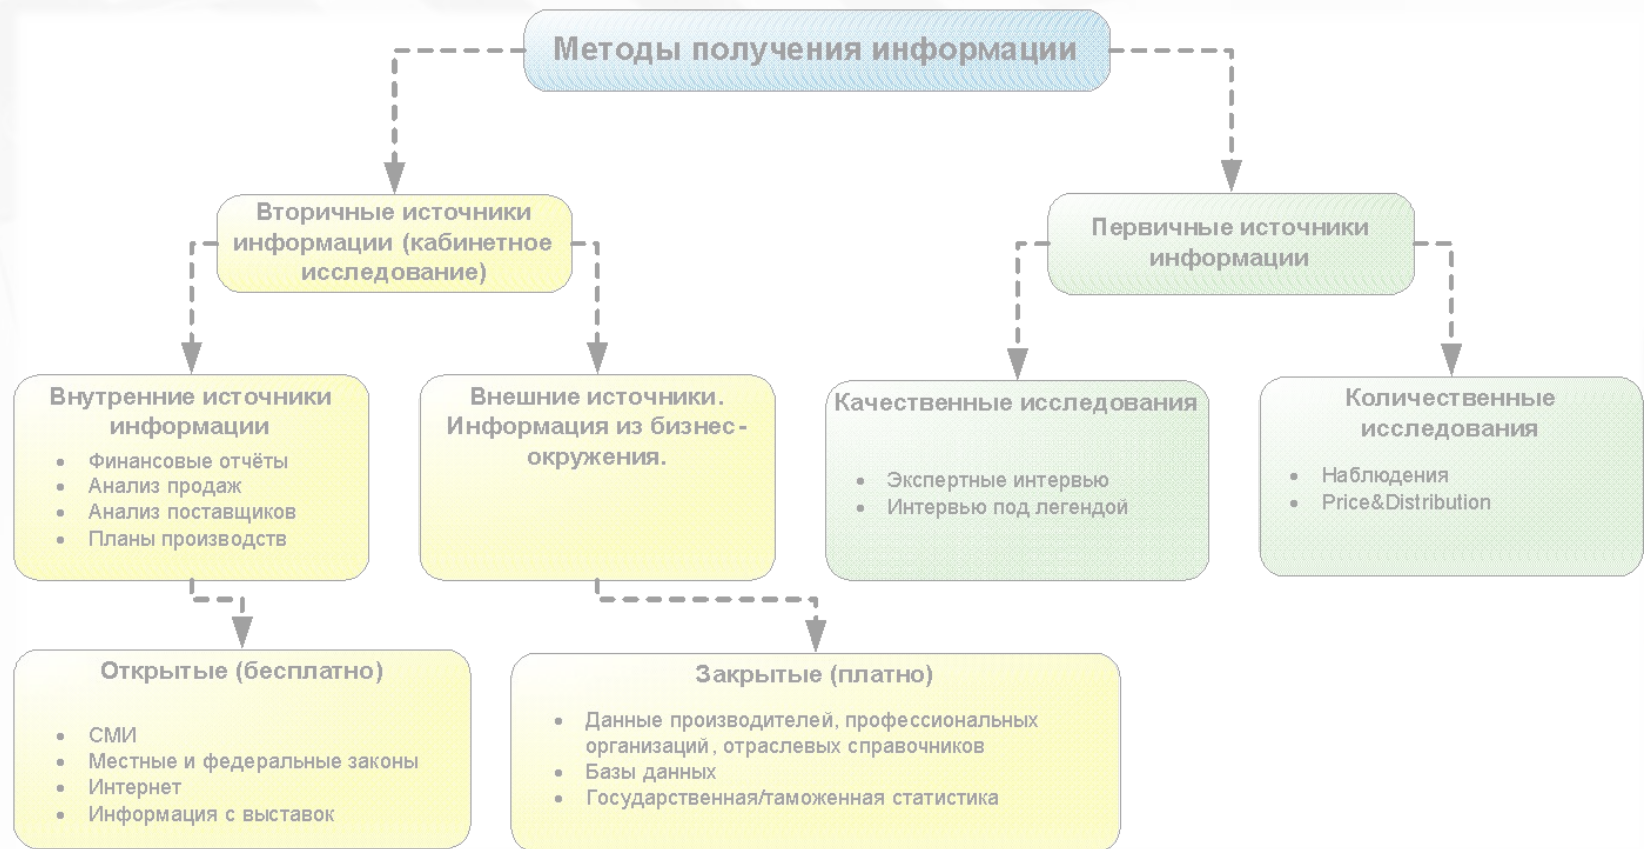 Методы получения информации
Вторичные источники
информации (кабинетное
исследование)
Первичные источники
информации
Внутренние источники
информации
• Финансовые отчёты
• Анализ продаж
• Анализ поставщиков
• Планы производств
Внешние источники.
Информация из бизнес-
окружения.
Качественные исследования
• Экспертные интервью
• Интервью под легендой
Количественные
исследования
• Наблюдения
• Price&Distribution
Открытые (бесплатно)
• СМИ
• Местные и федеральные законы
• Интернет
• Информация с выставок
Закрытые (платно)
• Данные производителей, профессиональных
организаций, отраслевых справочников
• Базы данных
• Государственная/таможенная статистика